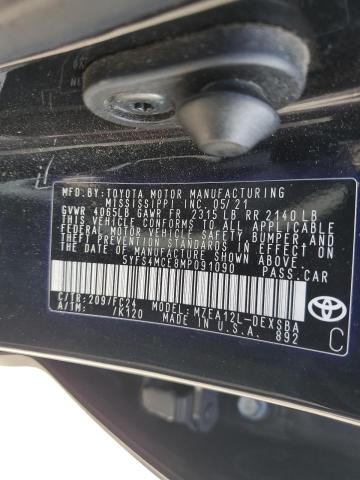 MFD.BY: TOYOTA MOTOR MANUFACTURING
MISSISSIPPI, INC. 05/21
GVWR 4065LB GAWR FR 2315 LB RR 2140 LB
THIS VEHICLE CONFORMS TO ALL APPLICABLE
FEDERAL MOTOR VEHICLE SAFETY BUMPER AND
THEFT PREVENTION STANDARDS IN EFFECT ON
THE DATE OF MANUFACTURE SHOWN ABOVE.
5YFS4MCE8MP091090 PASS.CAR
C/TR: 209/FC24 MODEL: MZEA12L-DEXSBA
A/TM: /K120 MADE IN U.S.A. 892
TOYOTA
C